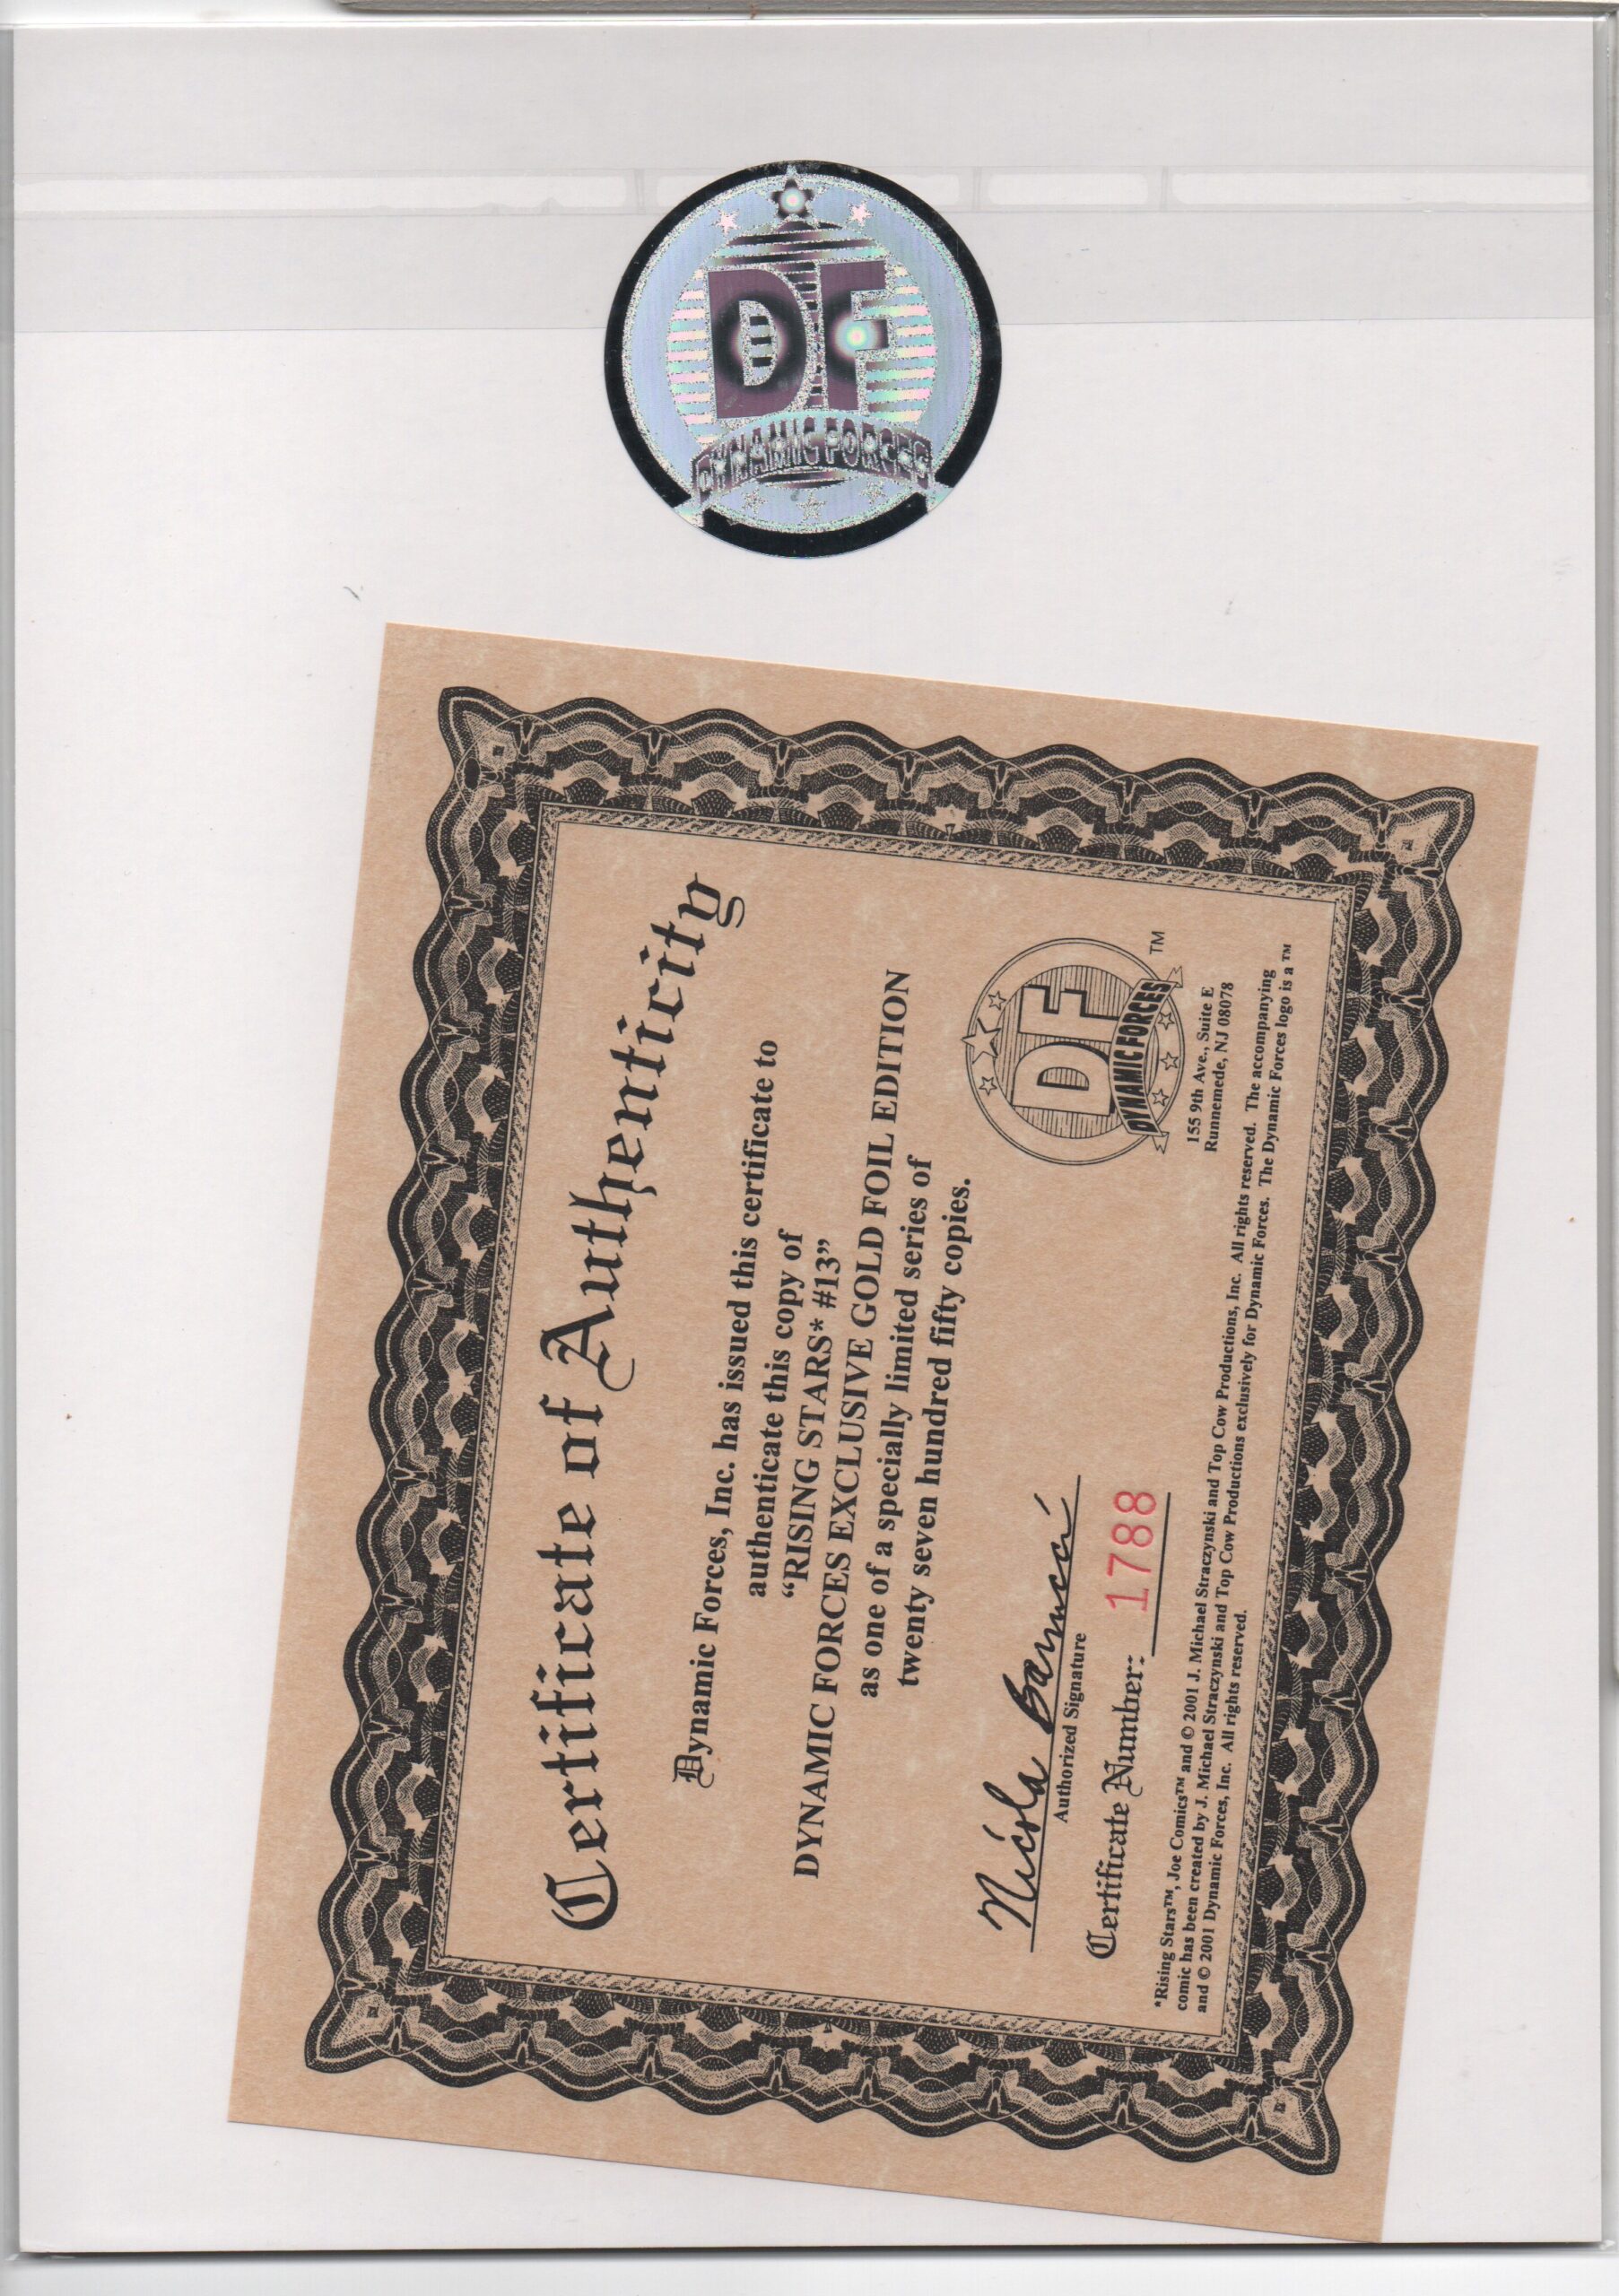 DF
DYNAMIC FORCES
Certificate of Authenticity
Dynamic Forces, Inc. has issued this certificate to
authenticate this copy of
“RISING STARS* #13”
DYNAMIC FORCES EXCLUSIVE GOLD FOIL EDITION
as one of a specially limited series of
twenty seven hundred fifty copies.
Nicola Barrucci
Authorized Signature
Certificate Number: 1788
DF
DYNAMIC FORCES
TM
155 9th Ave., Suite E
Runnemede, NJ 08078
*Rising Stars™, Joe Comics™ and © 2001 J. Michael Straczynski and Top Cow Productions, Inc. All rights reserved. The accompanying
comic has been created by J. Michael Straczynski and Top Cow Productions exclusively for Dynamic Forces. The Dynamic Forces logo is a ™
and © 2001 Dynamic Forces, Inc. All rights reserved.